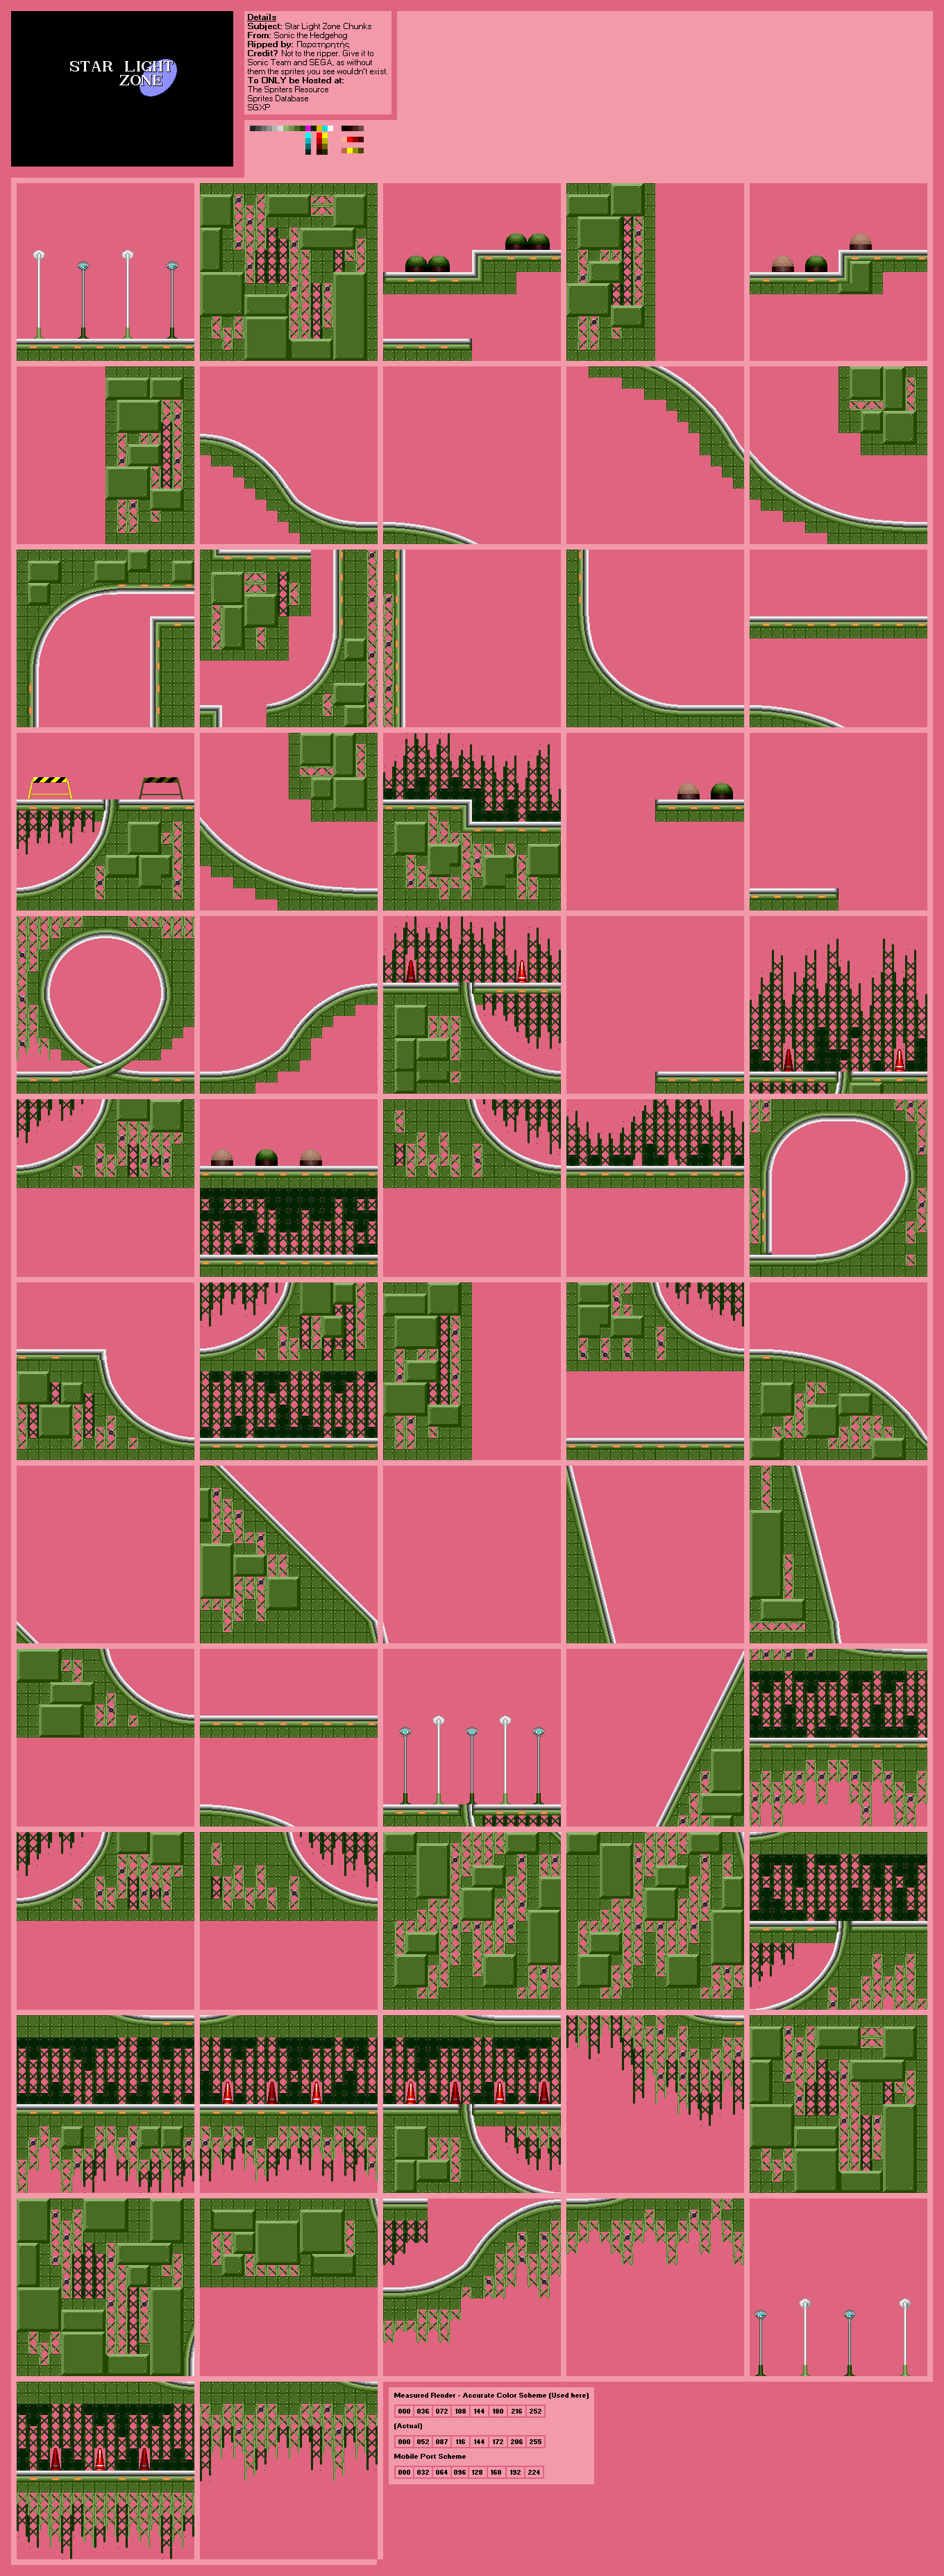 STAR LIGHT
ZONE
Details
Subject: Star Light Zone Chunks
From: Sonic the Hedgehog
Ripped by: Παρατηρητής
Credit? Not to the ripper. Give it to
Sonic Team and SEGA, as without
them the sprites you see wouldn't exist.
To ONLY be Hosted at:
The Spriters Resource
Sprites Database
SGXP
Measured Render - Accurate Color Scheme (Used here)
000 036 072 108 144 180 216 252
(Actual)
000 052 087 116 144 172 206 255
Mobile Port Scheme
000 032 064 096 128 160 192 224